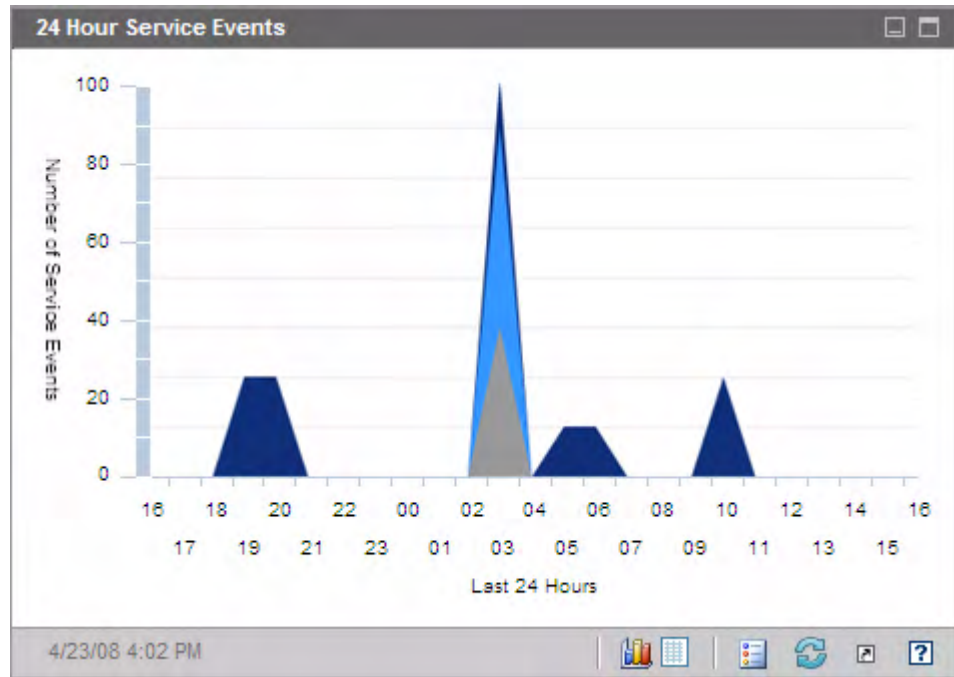 24 Hour Service Events
100
80
60
40
20
0
Number of Service Events
16 18 20 22 00 02 04 06 08 10 12 14 16
17 19 21 23 01 03 05 07 09 11 13 15
Last 24 Hours
4/23/08 4:02 PM
?